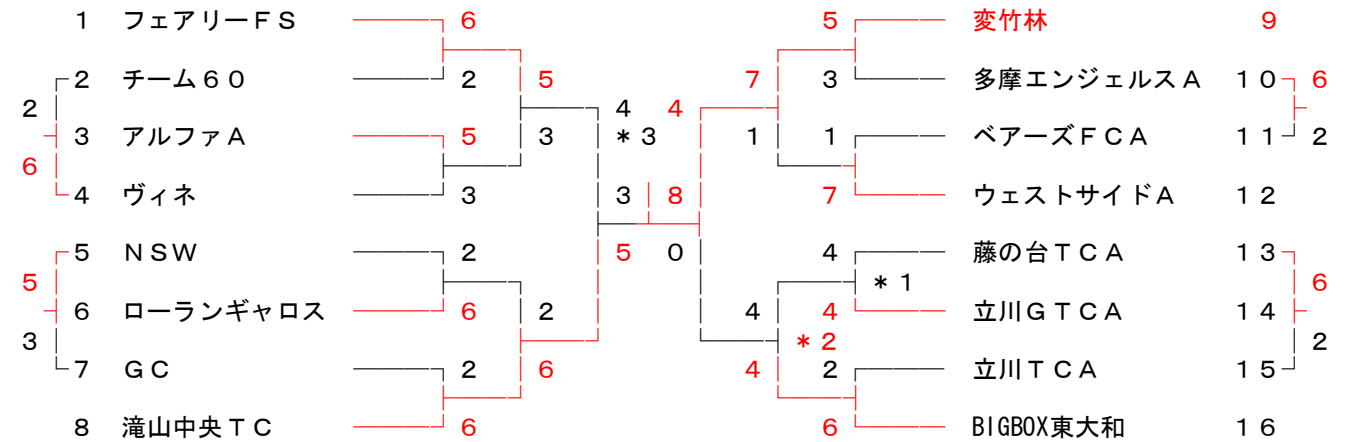 1 フェアリーＦＳ 6 5 変竹林 9
2 チーム６０ 2 5 7 3 多摩エンジェルスＡ １０ 6
2 4 4
3 アルファＡ 5 3 ＊３ 1 1 ベアーズＦＣＡ １１ 2
6
4 ヴィネ 3 3 8 7 ウェストサイドＡ １２
5 ＮＳＷ 2 5 0 4 藤の台ＴＣＡ １３
5 ＊１ 6
6 ローランギャロス 6 2 4 4 立川ＧＴＣＡ １４
3 ＊２ 2
7 ＧＣ 2 6 4 2 立川ＴＣＡ １５
8 滝山中央ＴＣ 6 6 BIGBOX東大和 １６